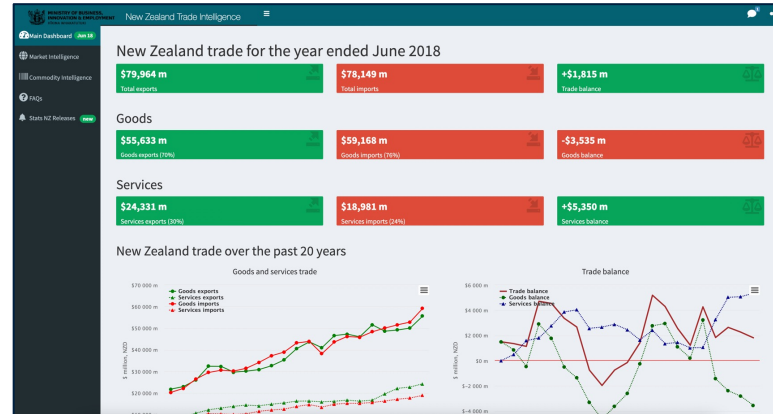 MINISTRY OF BUSINESS,
INNOVATION & EMPLOYMENT
New Zealand Trade Intelligence
Main Dashboard Jun 18
Market Intelligence
Commodity Intelligence
FAQs
Stats NZ Releases new
New Zealand trade for the year ended June 2018
$79,964 m
Total exports
$78,149 m
Total imports
+$1,815 m
Trade balance
Goods
$55,633 m
Goods exports (70%)
$59,168 m
Goods imports (76%)
-$3,535 m
Goods balance
Services
$24,331 m
Services exports (30%)
$18,981 m
Services imports (24%)
+$5,350 m
Services balance
New Zealand trade over the past 20 years
Goods and services trade
$70 000 m
Goods exports
Services exports
Goods imports
Services imports
$60 000 m
$50 000 m
$40 000 m
$30 000 m
$20 000 m
$ million, NZD
Trade balance
$6 000 m
Trade balance
Goods balance
Services balance
$4 000 m
$2 000 m
$0 m
$-2 000 m
$-4 000 m
$ million, NZD